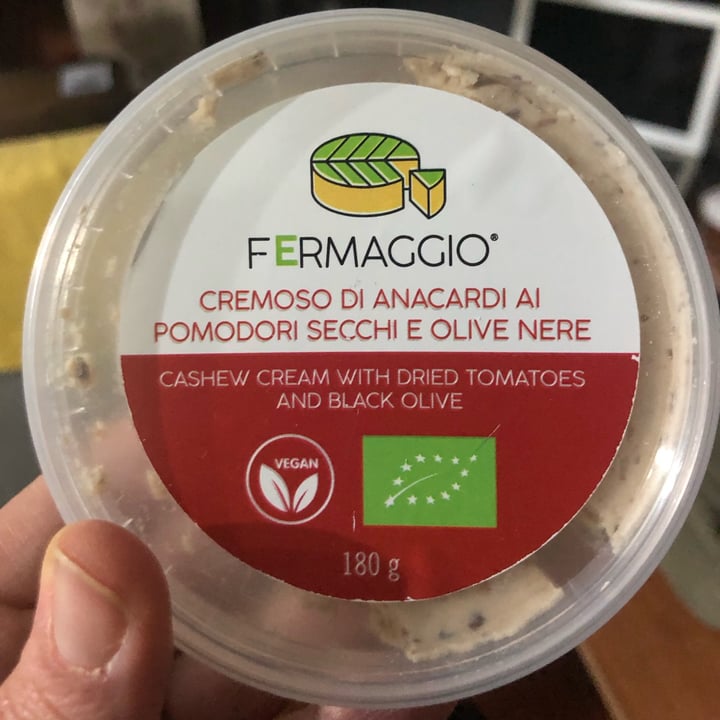 FERMAGGIO®
CREMOSO DI ANACARDI AI
POMODORI SECCHI E OLIVE NERE
CASHEW CREAM WITH DRIED TOMATOES
AND BLACK OLIVE
VEGAN
180 g